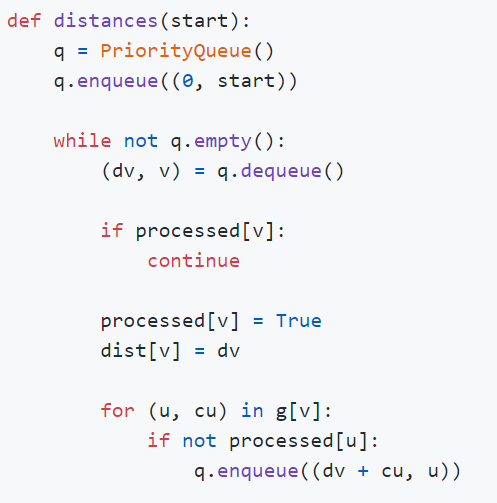 def distances(start):
    q = PriorityQueue()
    q.enqueue((0, start))

    while not q.empty():
        (dv, v) = q.dequeue()

        if processed[v]:
            continue

        processed[v] = True
        dist[v] = dv

        for (u, cu) in g[v]:
            if not processed[u]:
                q.enqueue((dv + cu, u))